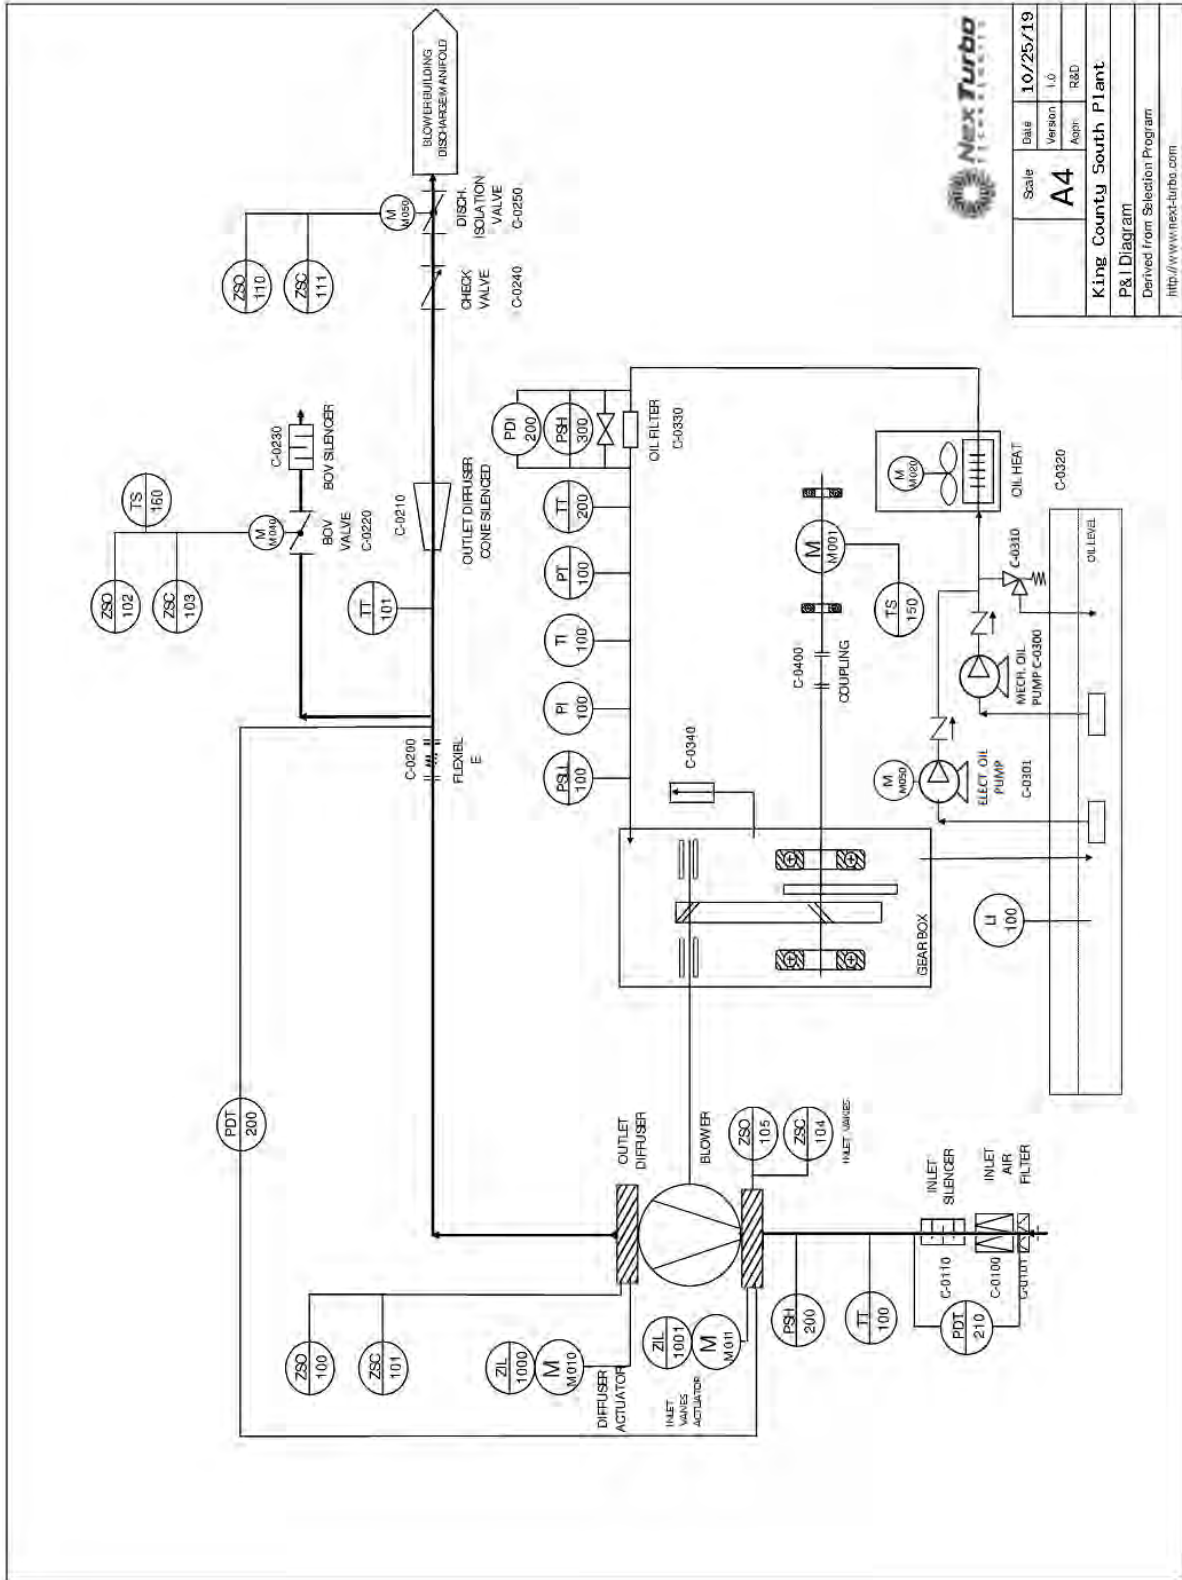 BLOWER BUILDING
DISCHARGE MANIFOLD
ZSO
110
ZSC
111
M
M050
DISCH.
ISOLATION
VALVE
C-0250
CHECK
VALVE
C-0240
C-0230
BOV SILENCER
TS
160
ZSO
102
ZSC
103
M
M040
BOV
VALVE
C-0220
C-0210
OUTLET DIFFUSER
CONE SILENCED
TT
101
C-0200
FLEXIBL
E
PDT
200
PDI
200
PSH
300
OIL FILTER
C-0330
TT
200
PT
100
TI
100
PI
100
PSLL
100
C-0340
M
M001
TS
150
C-0400
COUPLING
GEARBOX
M
M020
OIL HEAT
C-0320
C-0310
OIL LEVEL
MECH. OIL
PUMP C-0300
M
M050
ELECT. OIL
PUMP
C-0301
LI
100
OUTLET
DIFFUSER
BLOWER
ZSO
105
ZSC
104
INLET VANES
ZSO
100
ZSC
101
ZIL
1000
M
M010
DIFFUSER
ACTUATOR
ZIL
1001
M
M011
INLET
VANES
ACTUATOR
PSH
200
TT
100
PDT
210
INLET
SILENCER
C-0110
INLET
AIR
FILTER
C-0100
C-0101
Nex Turbo
TECHNOLOGIES
Scale
A4
Date
10/25/19
Version
1.0
Appr.
R&D
King County South Plant
P&I Diagram
Derived from Selection Program
http://www.next-turbo.com